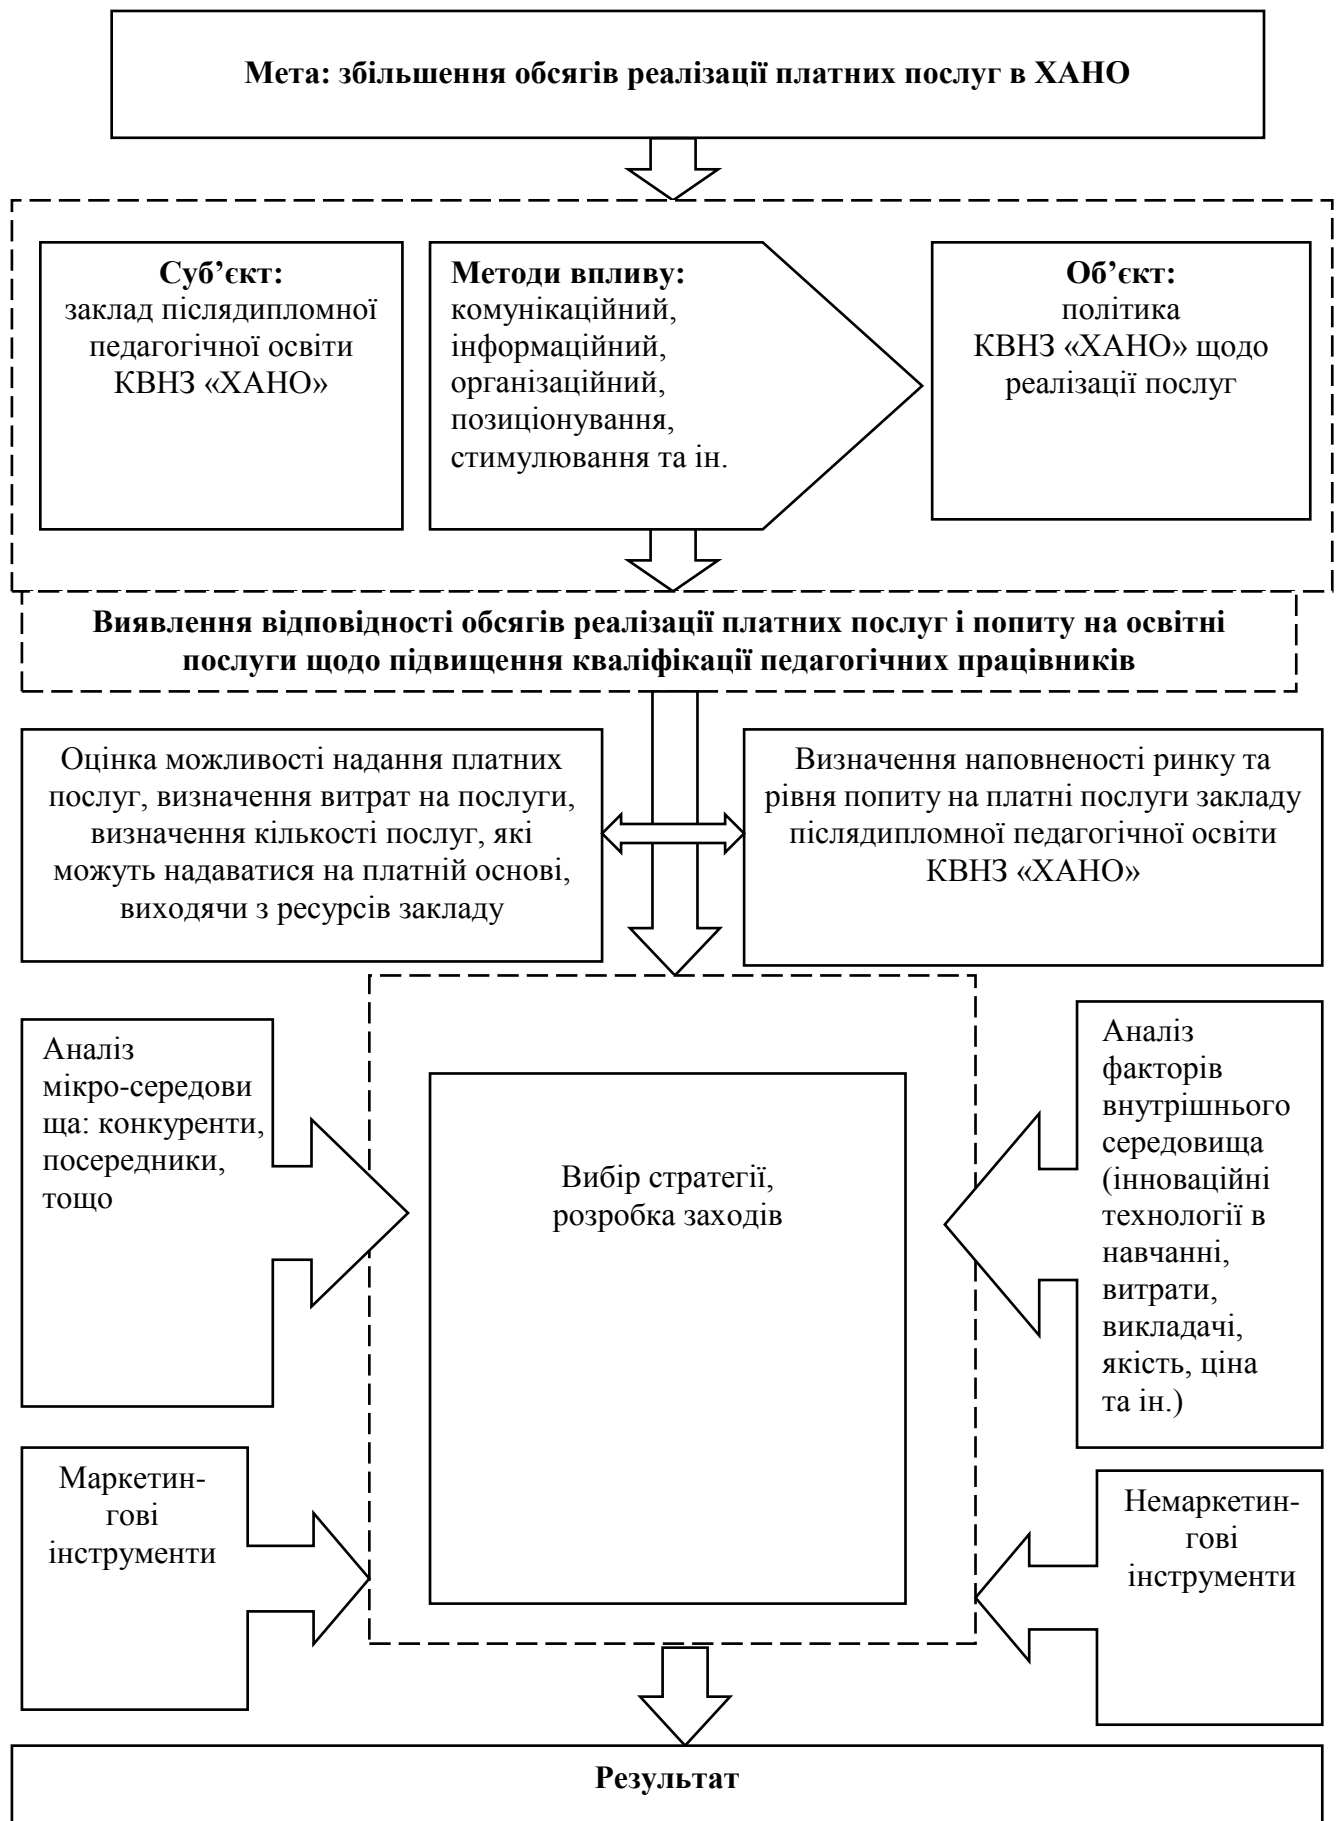 Мета: збільшення обсягів реалізації платних послуг в ХАНО
Суб’єкт:
заклад післядипломної
педагогічної освіти
КВНЗ «ХАНО»
Методи впливу:
комунікаційний,
інформаційний,
організаційний,
позиціонування,
стимулювання та ін.
Об’єкт:
політика
КВНЗ «ХАНО» щодо
реалізації послуг
Виявлення відповідності обсягів реалізації платних послуг і попиту на освітні
послуги щодо підвищення кваліфікації педагогічних працівників
Оцінка можливості надання платних
послуг, визначення витрат на послуги,
визначення кількості послуг, які
можуть надаватися на платній основі,
виходячи з ресурсів закладу
Визначення наповненості ринку та
рівня попиту на платні послуги закладу
післядипломної педагогічної освіти
КВНЗ «ХАНО»
Аналіз
мікро-середови
ща: конкуренти,
посередники,
тощо
Вибір стратегії,
розробка заходів
Аналіз
факторів
внутрішнього
середовища
(інноваційні
технології в
навчанні,
витрати,
викладачі,
якість, ціна
та ін.)
Маркетин-
гові
інструменти
Немаркетин-
гові
інструменти
Результат